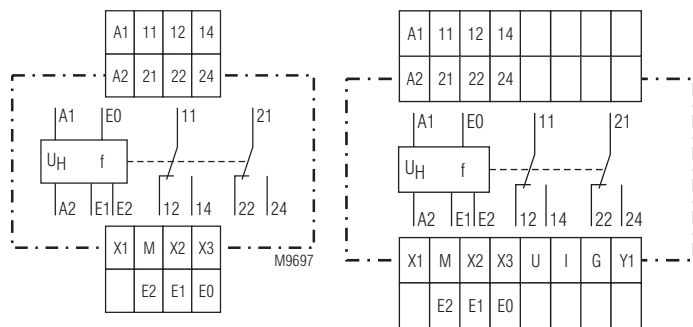 A1 11 12 14
A2 21 22 24
A1 E0 11 21
UH f
A2 E1 E2 12 14 22 24
X1 M X2 X3
M9697
E2 E1 E0
A1 11 12 14
A2 21 22 24
A1 E0 11 21
UH f
A2 E1 E2 12 14 22 24
X1 M X2 X3 U I G Y1
E2 E1 E0